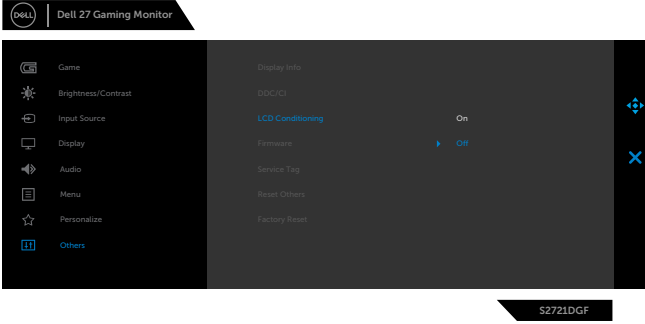 DELL
Dell 27 Gaming Monitor
Game
Display Info
Brightness/Contrast
DDC/CI
Input Source
LCD Conditioning
On
Display
Firmware
Off
Audio
Service Tag
Menu
Reset Others
Personalize
Factory Reset
Others
S2721DGF